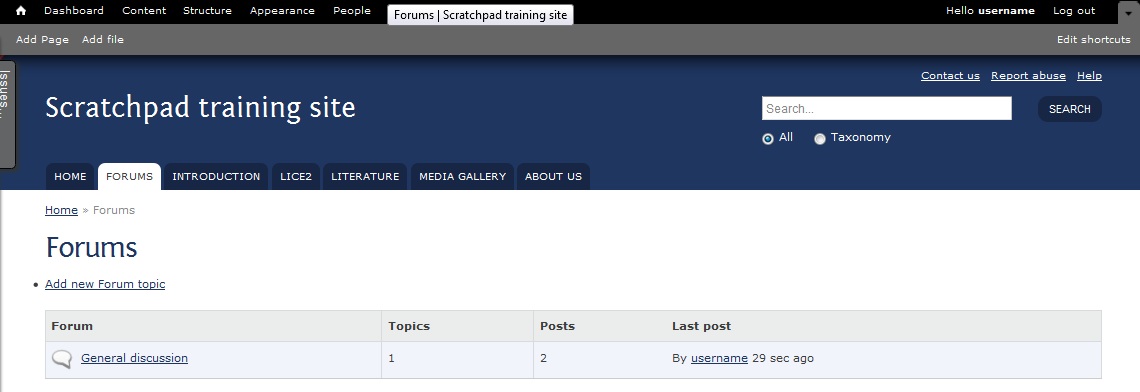 Dashboard Content Structure Appearance People Forums | Scratchpad training site Hello username Log out
Add Page Add file Edit shortcuts
Issues...
Contact us Report abuse Help
Scratchpad training site
Search... SEARCH
All Taxonomy
HOME FORUMS INTRODUCTION LICE2 LITERATURE MEDIA GALLERY ABOUT US
Home » Forums
Forums
Add new Forum topic
Forum Topics Posts Last post
General discussion 1 2 By username 29 sec ago